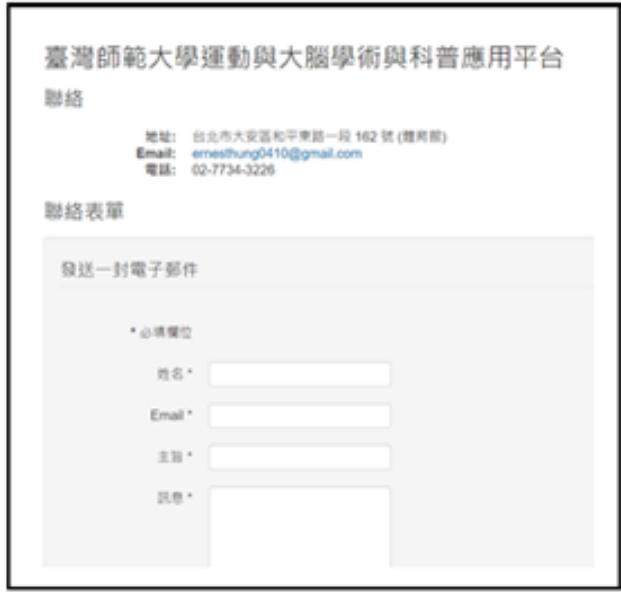 臺灣師範大學運動與大腦學術與科普應用平台
聯絡
地址: 台北市大安區和平東路一段 162 號 (體育館)
Email: ernesthung0410@gmail.com
電話: 02-7734-3226
聯絡表單
發送一封電子郵件
* 必填欄位
姓名 *
Email *
主旨 *
訊息 *